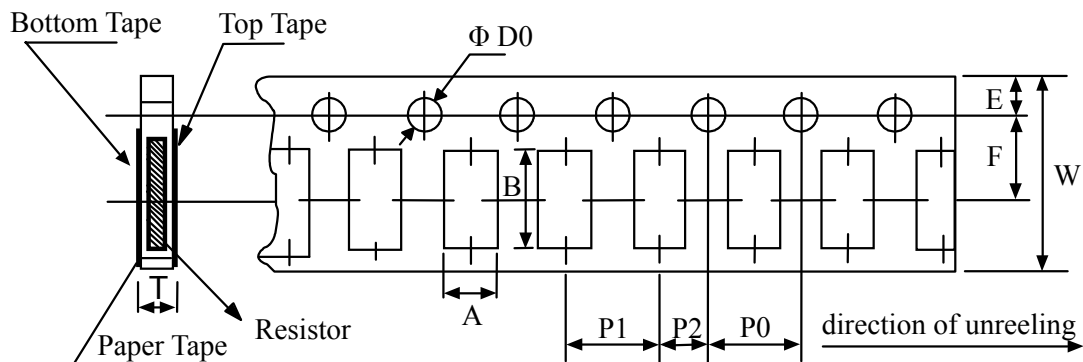 Bottom Tape
Top Tape
Φ D0
E
F
W
B
T
A
Resistor
Paper Tape
P1
P2
P0
direction of unreeling